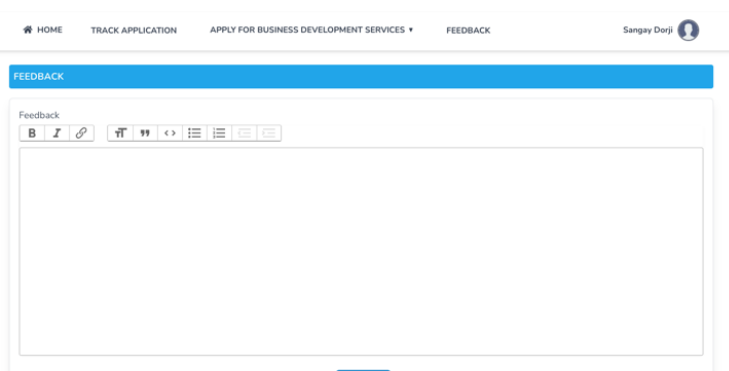 HOME TRACK APPLICATION APPLY FOR BUSINESS DEVELOPMENT SERVICES FEEDBACK Sangay Dorji
FEEDBACK
Feedback
B I